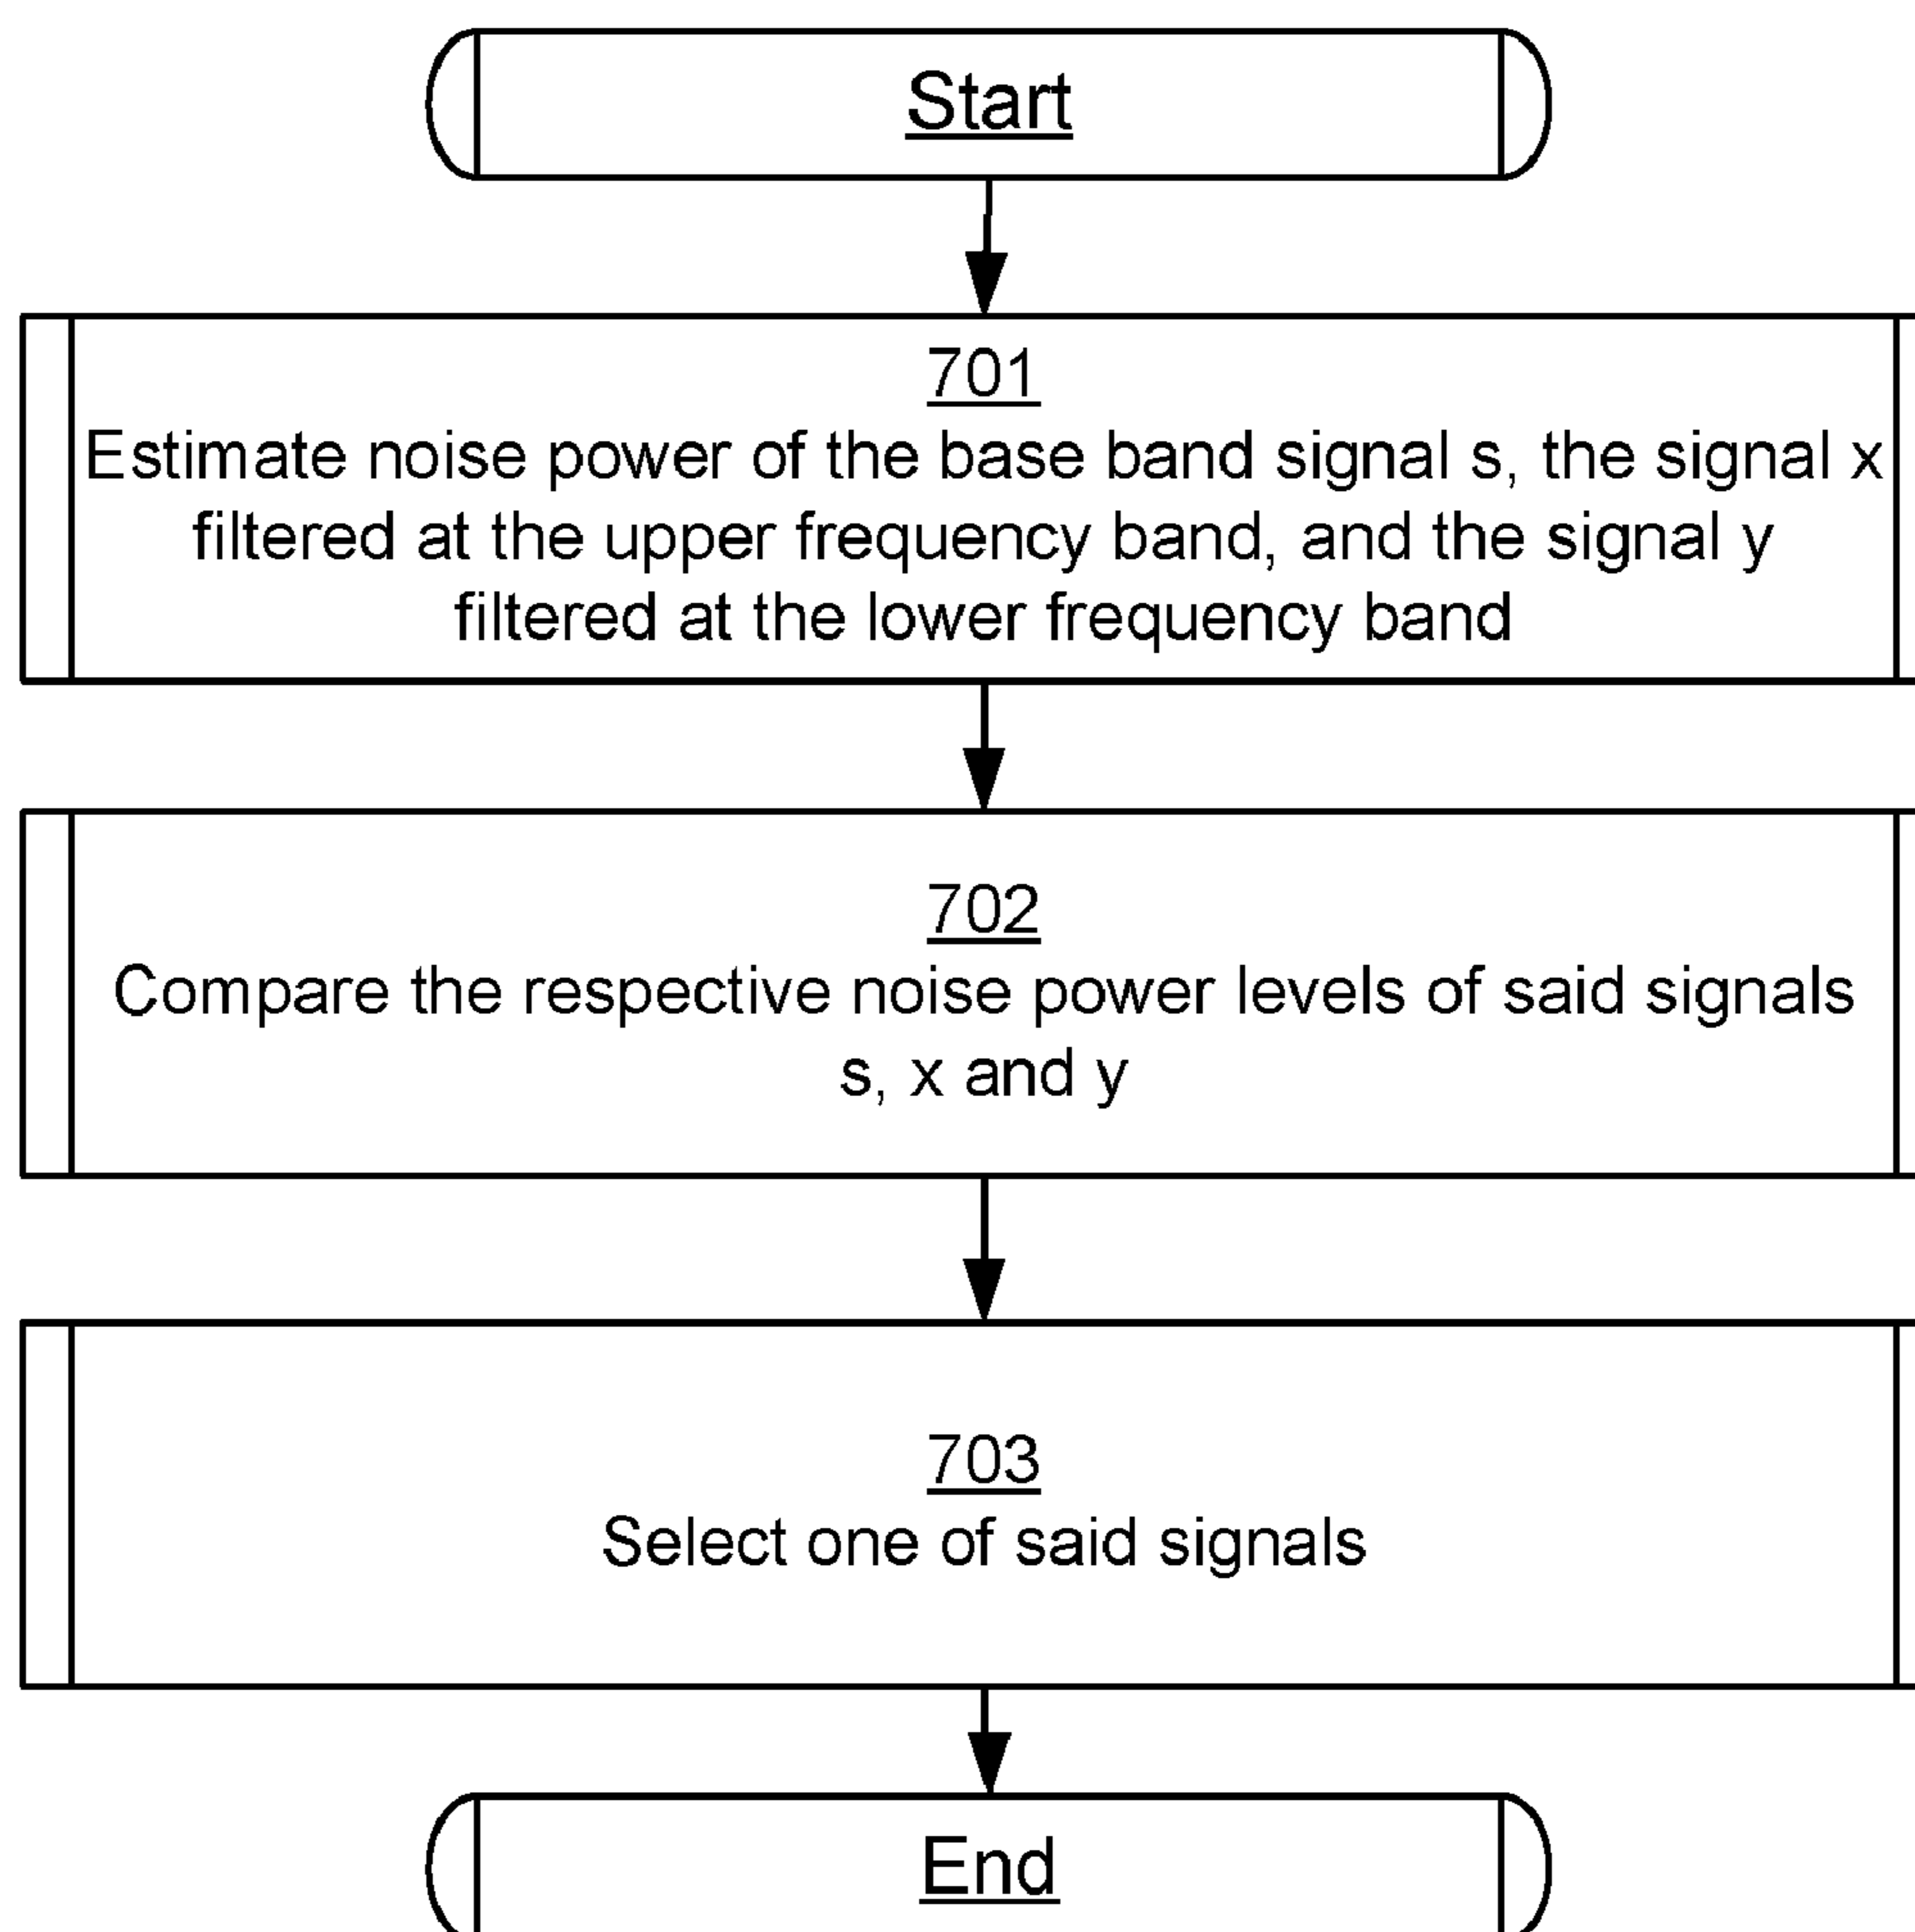 Start
701
Estimate noise power of the base band signal s, the signal x
filtered at the upper frequency band, and the signal y
filtered at the lower frequency band
702
Compare the respective noise power levels of said signals
s, x and y
703
Select one of said signals
End